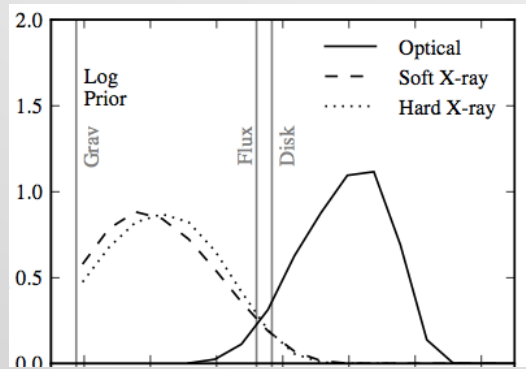 2.0
1.5
1.0
0.5
0.0
Log
Prior
Grav
Flux
Disk
Optical
Soft X-ray
Hard X-ray